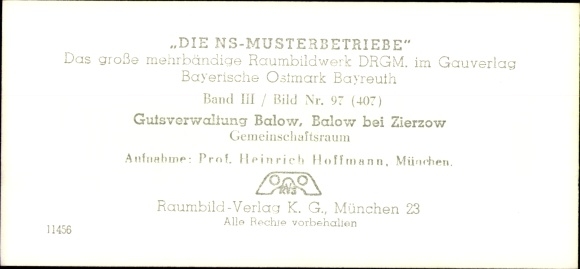 „DIE NS-MUSTERBETRIEBE“
Das große mehrbändige Raumbildwerk DRGM. im Gauverlag
Bayerische Ostmark Bayreuth
Band III / Bild Nr. 97 (407)
Gutsverwaltung Balow, Balow bei Zierzow
Gemeinschaftsraum
Aufnahme: Prof. Heinrich Hoffmann, München.
RVS
Raumbild-Verlag K. G., München 23
Alle Rechte vorbehalten
11456